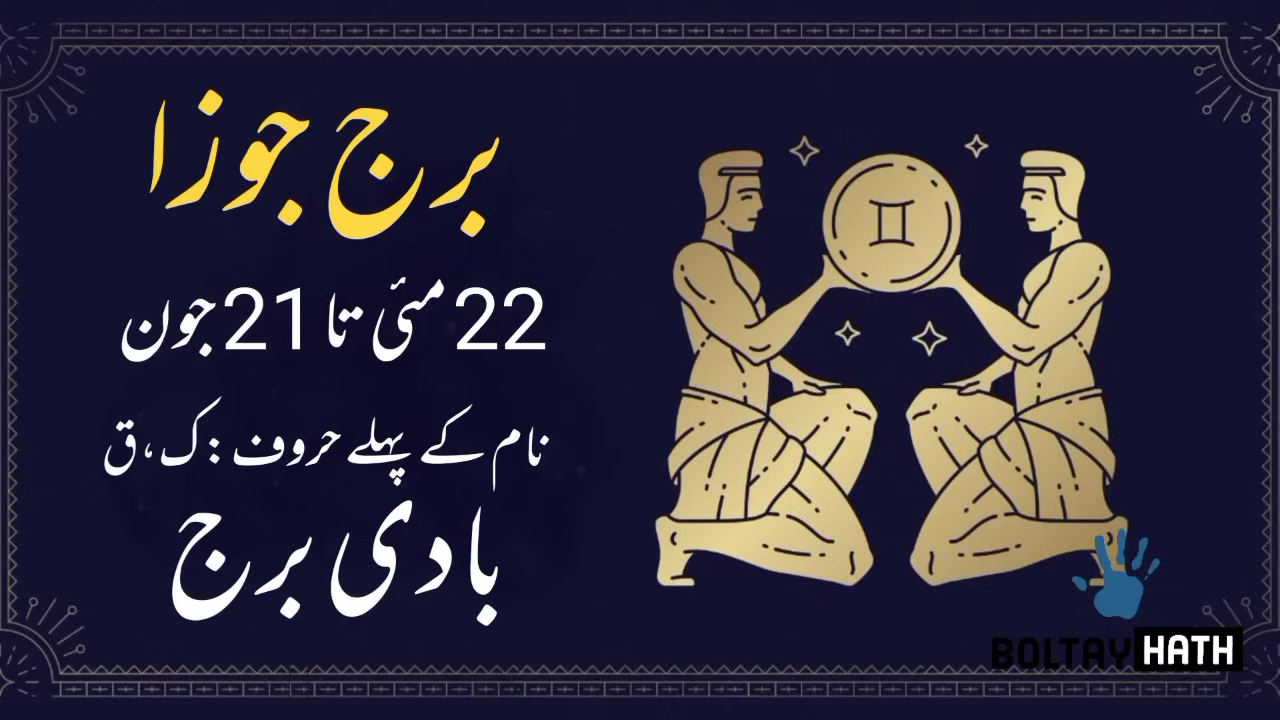 برج جوزا
22 مئی تا 21 جون
نام کے پہلے حروف : ک، ق
بادی برج
BOLTAY HATH